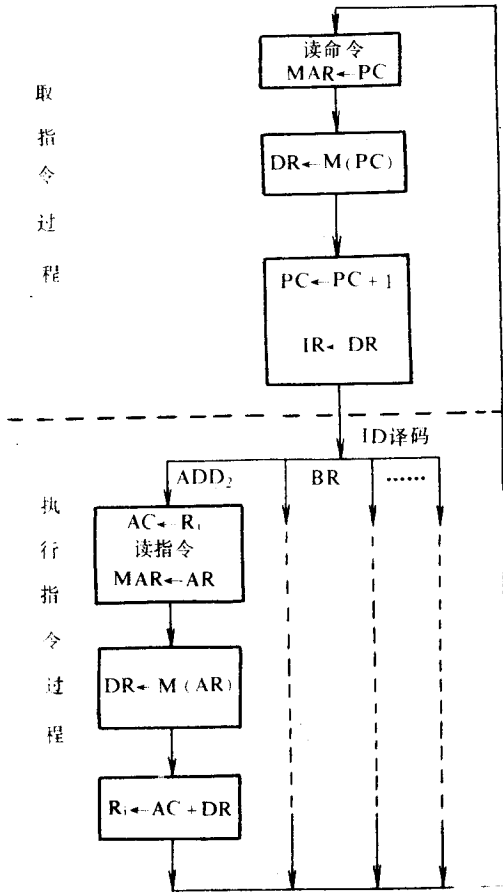 读命令
MAR←PC
DR←M(PC)
PC←PC+1
IR←DR
取指令过程
ID译码
ADD₂
BR
……
AC←R₁
读指令
MAR←AR
DR←M(AR)
R₁←AC+DR
执行指令过程